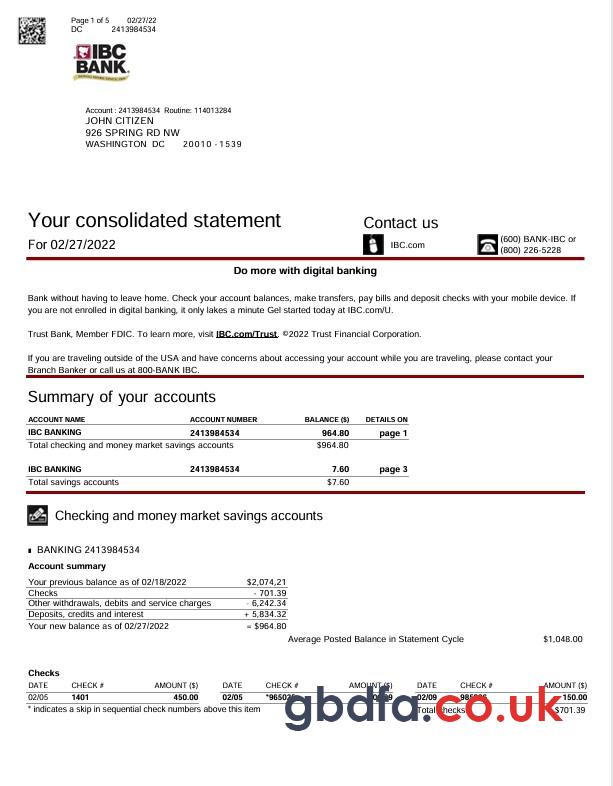 Page 1 of 5 02/27/22
DC 2413984534
IBC
BANK
Account : 2413984534 Routine: 114013284
JOHN CITIZEN
926 SPRING RD NW
WASHINGTON DC 20010 - 1539
Your consolidated statement
For 02/27/2022
Contact us
IBC.com
(600) BANK-IBC or
(800) 226-5228
Do more with digital banking
Bank without having to leave home. Check your account balances, make transfers, pay bills and deposit checks with your mobile device. If
you are not enrolled in digital banking, it only lakes a minute Gel started today at IBC.com/U.
Trust Bank, Member FDIC. To learn more, visit IBC.com/Trust. ©2022 Trust Financial Corporation.
If you are traveling outside of the USA and have concerns about accessing your account while you are traveling, please contact your
Branch Banker or call us at 800-BANK IBC.
Summary of your accounts
ACCOUNT NAME ACCOUNT NUMBER BALANCE ($) DETAILS ON
IBC BANKING 2413984534 964.80 page 1
Total checking and money market savings accounts $964.80
IBC BANKING 2413984534 7.60 page 3
Total savings accounts $7.60
Checking and money market savings accounts
BANKING 2413984534
Account summary
Your previous balance as of 02/18/2022 $2,074,21
Checks - 701.39
Other withdrawals, debits and service charges - 6,242.34
Deposits, credits and interest + 5,834.32
Your new balance as of 02/27/2022 = $964.80
Average Posted Balance in Statement Cycle $1,048.00
Checks
DATE CHECK # AMOUNT ($) DATE CHECK # AMOUNT ($) DATE CHECK # AMOUNT ($)
02/05 1401 450.00 02/05 02/09 150.00
* indicates a skip in sequential check numbers above this item Total checks $701.39
gbdfa.co.uk